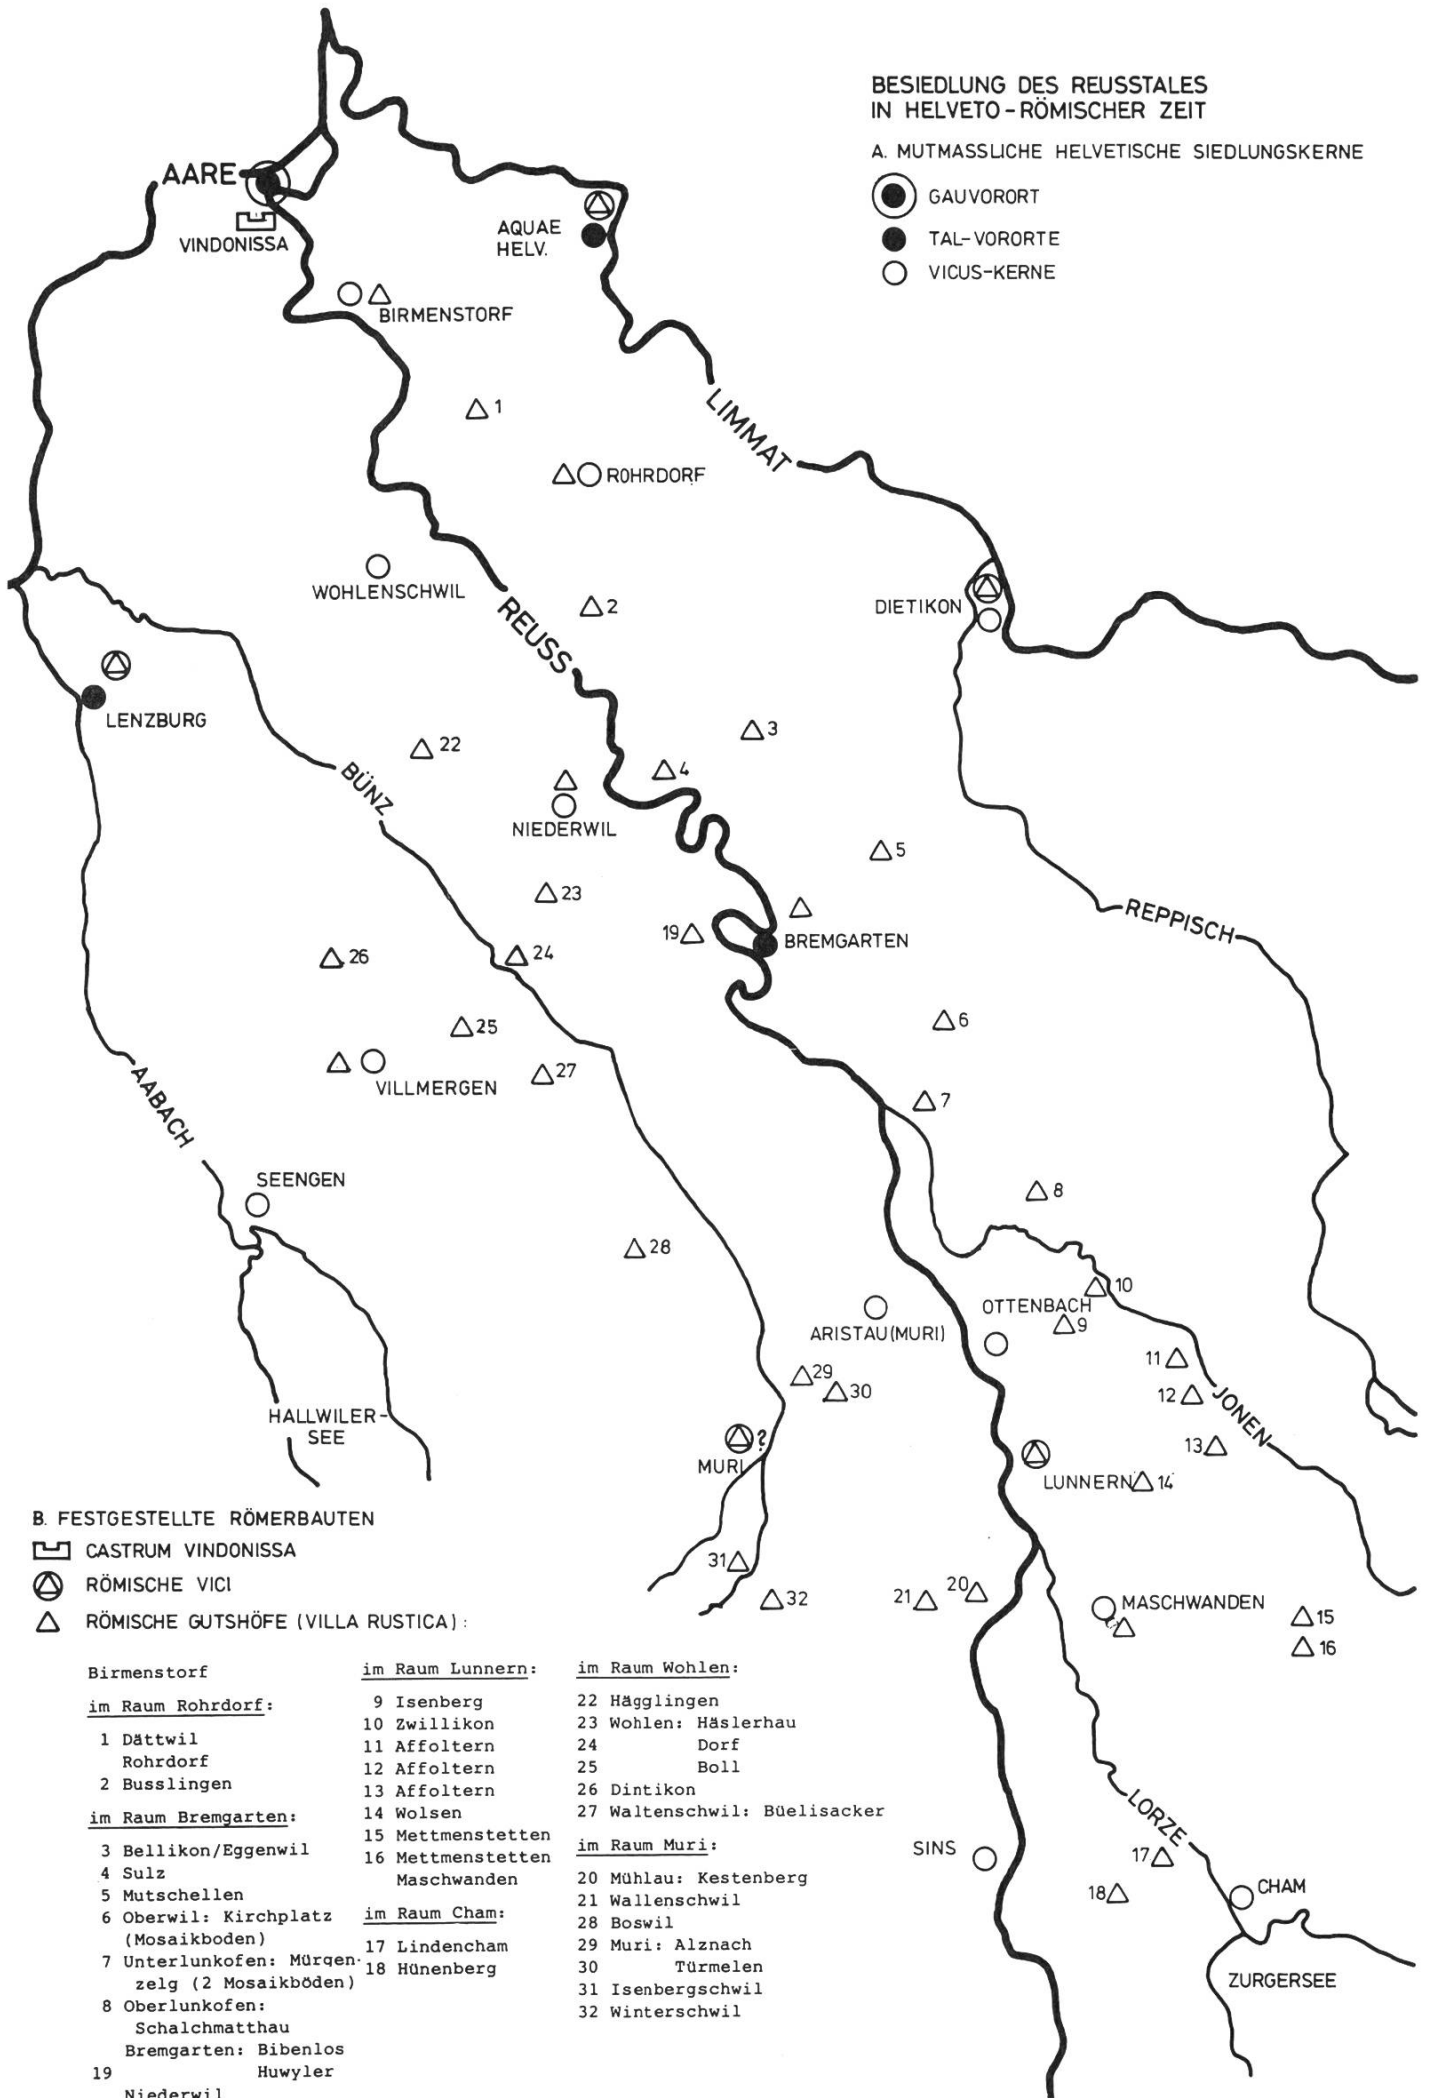 BESIEDLUNG DES REUSSTALES
IN HELVETO-RÖMISCHER ZEIT
A. MUTMASSLICHE HELVETISCHE SIEDLUNGSKERNE
GAUVORORT
TAL-VORORTE
VICUS-KERNE
AARE
VINDONISSA
AQUAE
HELV.
BIRMENSTORF
1
LIMMAT
ROHRDORF
WOHLENSCHWIL
REUSS
2
DIETIKON
LENZBURG
22
BÜNZ
3
4
NIEDERWIL
5
23
19
BREMGARTEN
REPPISCH
26
24
25
6
VILLMERGEN
27
7
AABACH
SEENGEN
8
28
10
OTTENBACH
9
ARISTAU(MURI)
11
29
30
12
JONEN
HALLWILER-
SEE
?
MURI
13
LUNNERN
14
31
32
21
20
MASCHWANDEN
15
16
LORZE
SINS
17
18
CHAM
ZURGERSEE
B. FESTGESTELLTE RÖMERBAUTEN
CASTRUM VINDONISSA
RÖMISCHE VICI
RÖMISCHE GUTSHÖFE (VILLA RUSTICA):
Birmenstorf
im Raum Rohrdorf:
1 Dättwil
Rohrdorf
2 Busslingen
im Raum Bremgarten:
3 Bellikon/Eggenwil
4 Sulz
5 Mutschellen
6 Oberwil: Kirchplatz
(Mosaikboden)
7 Unterlunkofen: Mürgen-
zelg (2 Mosaikböden)
8 Oberlunkofen:
Schalchmatthau
Bremgarten: Bibenlos
19 Huwyler
Niederwil
im Raum Lunnern:
9 Isenberg
10 Zwillikon
11 Affoltern
12 Affoltern
13 Affoltern
14 Wolsen
15 Mettmenstetten
16 Mettmenstetten
Maschwanden
im Raum Cham:
17 Lindencham
18 Hünenberg
im Raum Wohlen:
22 Hägglingen
23 Wohlen: Häslerhau
24 Dorf
25 Boll
26 Dintikon
27 Waltenschwil: Büelisacker
im Raum Muri:
20 Mühlau: Kestenberg
21 Wallenschwil
28 Boswil
29 Muri: Alznach
30 Türmelen
31 Isenbergschwil
32 Winterschwil